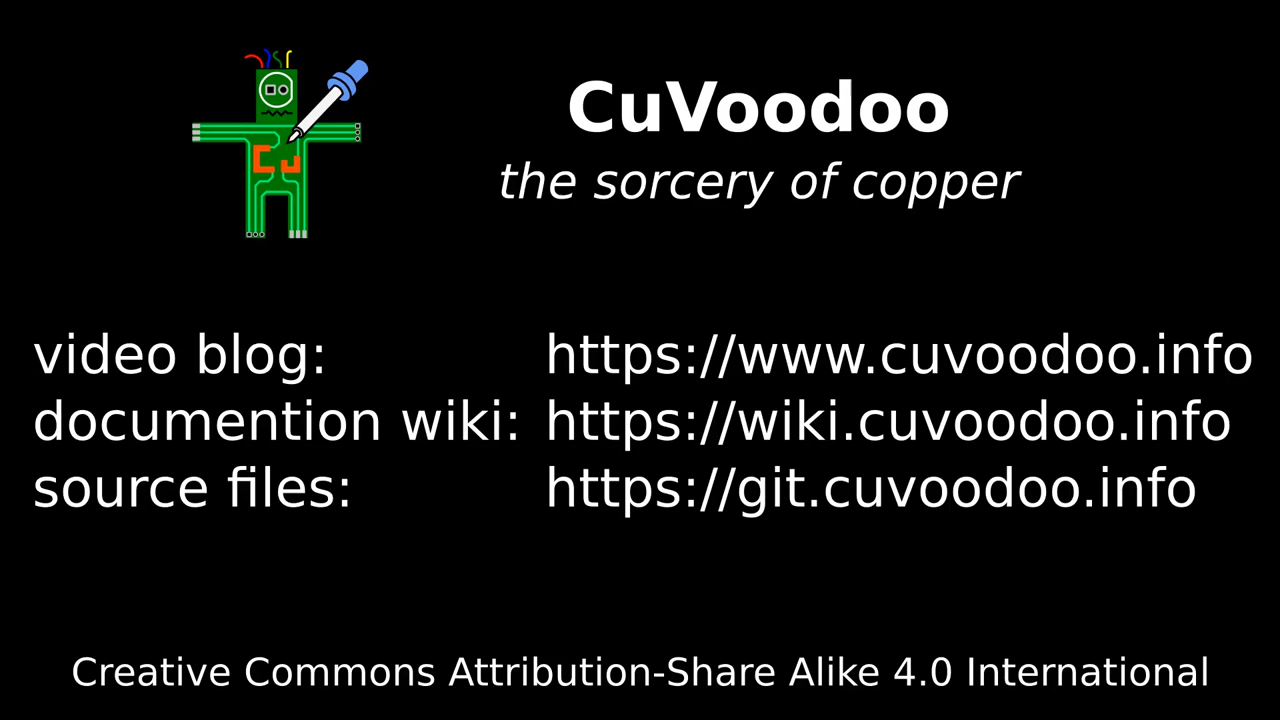 Cu
CuVoodoo
the sorcery of copper
video blog: https://www.cuvoodoo.info
documention wiki: https://wiki.cuvoodoo.info
source files: https://git.cuvoodoo.info
Creative Commons Attribution-Share Alike 4.0 International